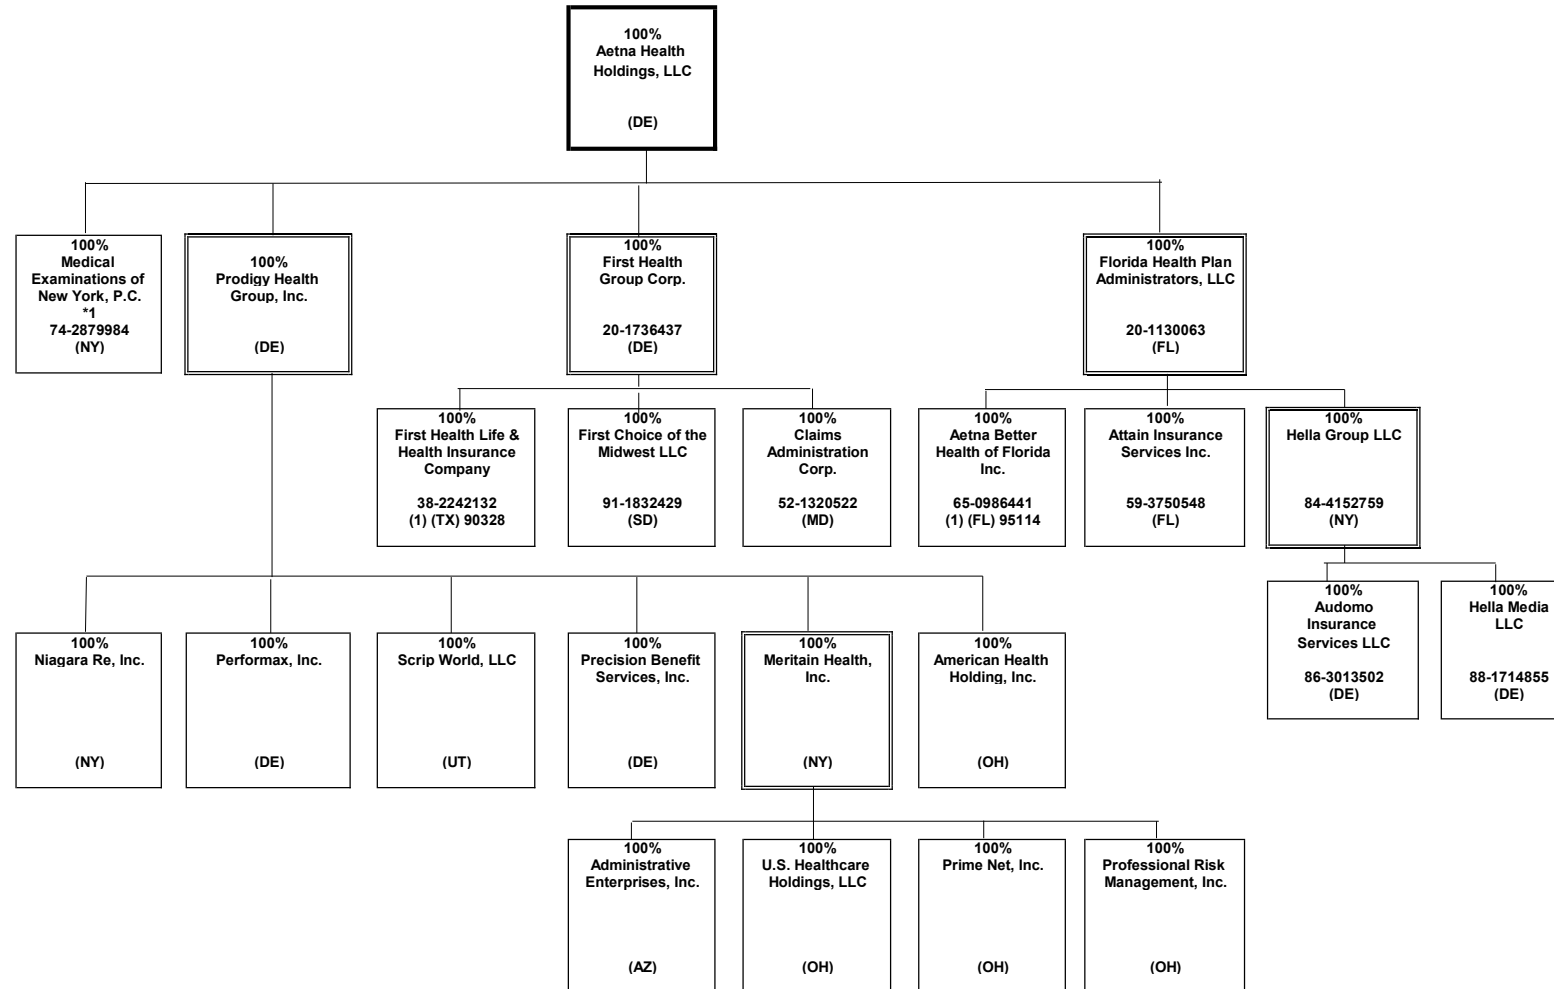 100%
Aetna Health
Holdings, LLC
(DE)
100%
Medical
Examinations of
New York, P.C.
*1
74-2879984
(NY)
100%
Prodigy Health
Group, Inc.
(DE)
100%
First Health
Group Corp.
20-1736437
(DE)
100%
Florida Health Plan
Administrators, LLC
20-1130063
(FL)
100%
First Health Life &
Health Insurance
Company
38-2242132
(1) (TX) 90328
100%
First Choice of the
Midwest LLC
91-1832429
(SD)
100%
Claims
Administration
Corp.
52-1320522
(MD)
100%
Aetna Better
Health of Florida
Inc.
65-0986441
(1) (FL) 95114
100%
Attain Insurance
Services Inc.
59-3750548
(FL)
100%
Hella Group LLC
84-4152759
(NY)
100%
Audomo
Insurance
Services LLC
86-3013502
(DE)
100%
Hella Media
LLC
88-1714855
(DE)
100%
Niagara Re, Inc.
(NY)
100%
Performax, Inc.
(DE)
100%
Scrip World, LLC
(UT)
100%
Precision Benefit
Services, Inc.
(DE)
100%
Meritain Health,
Inc.
(NY)
100%
American Health
Holding, Inc.
(OH)
100%
Administrative
Enterprises, Inc.
(AZ)
100%
U.S. Healthcare
Holdings, LLC
(OH)
100%
Prime Net, Inc.
(OH)
100%
Professional Risk
Management, Inc.
(OH)